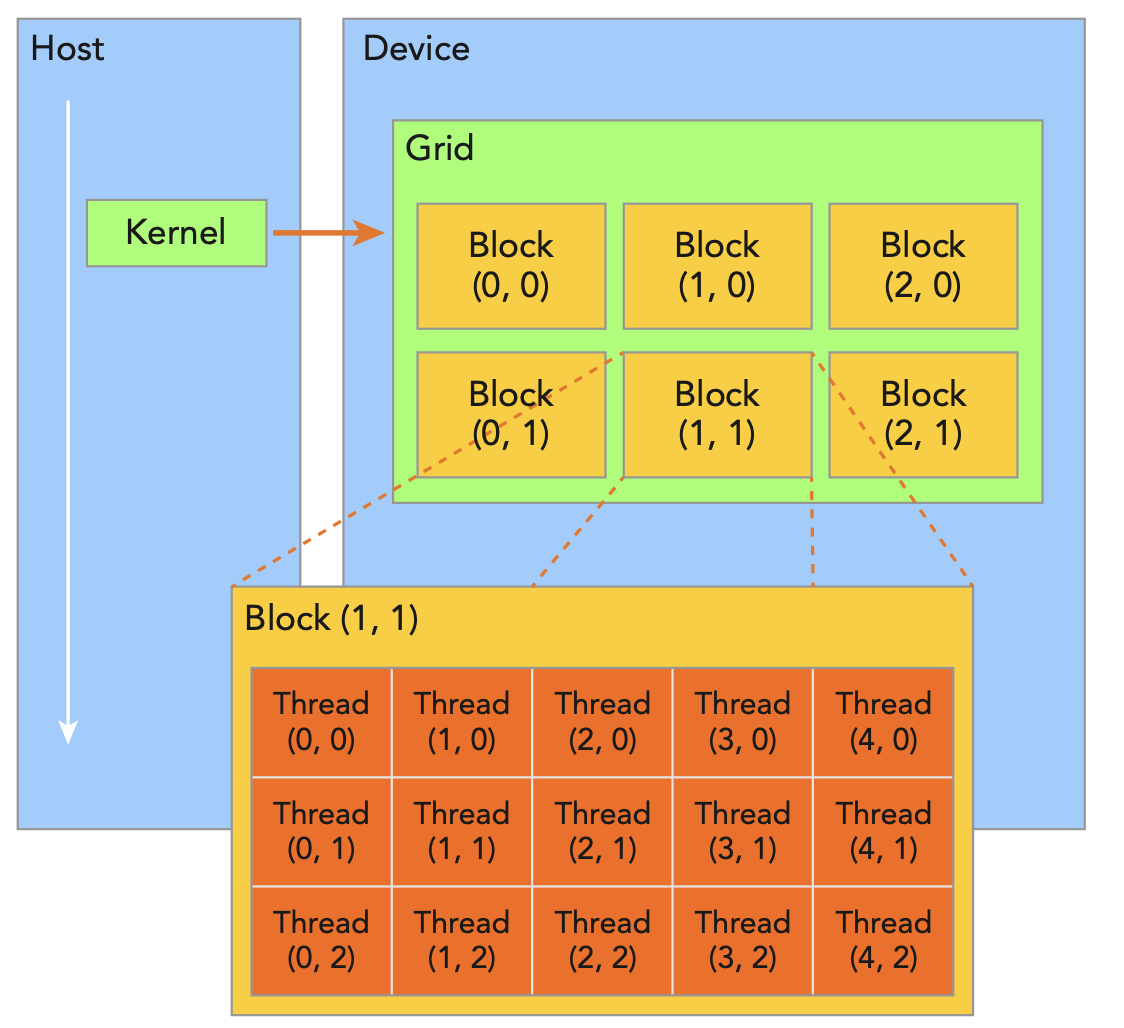 Host
Device
Grid
Kernel
Block
(0, 0)
Block
(1, 0)
Block
(2, 0)
Block
(0, 1)
Block
(1, 1)
Block
(2, 1)
Block (1, 1)
Thread
(0, 0)
Thread
(1, 0)
Thread
(2, 0)
Thread
(3, 0)
Thread
(4, 0)
Thread
(0, 1)
Thread
(1, 1)
Thread
(2, 1)
Thread
(3, 1)
Thread
(4, 1)
Thread
(0, 2)
Thread
(1, 2)
Thread
(2, 2)
Thread
(3, 2)
Thread
(4, 2)